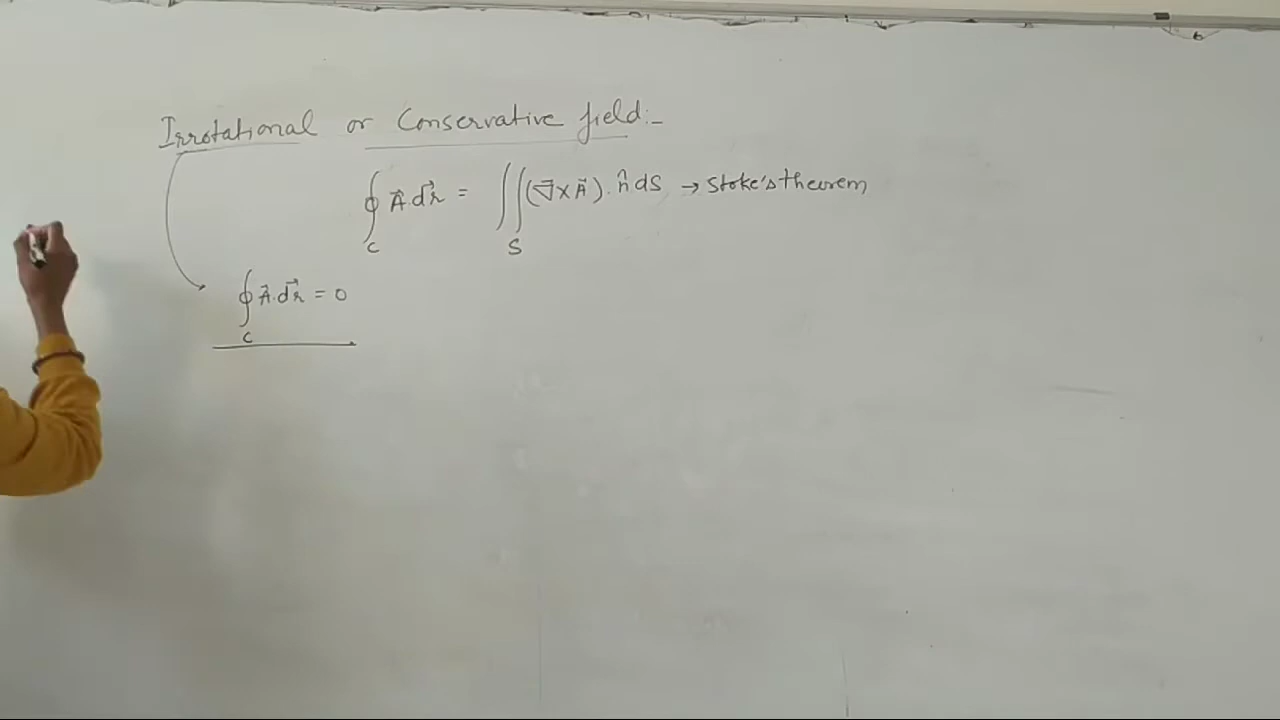 Irrotational or Conservative field:-
∮_C A⃗.dr⃗ = ∬_S (∇⃗×A⃗).n̂ ds → Stoke's theorem
∮_C A⃗.dr⃗ = 0